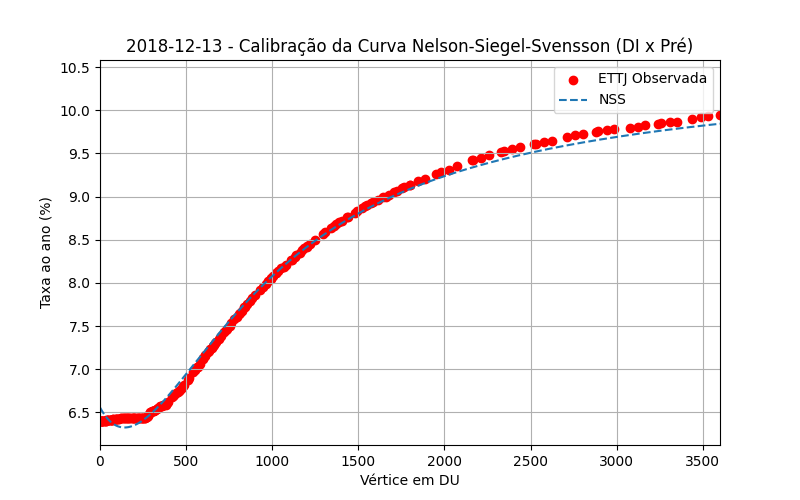 2018-12-13 - Calibração da Curva Nelson-Siegel-Svensson (DI x Pré)
ETTJ Observada
NSS
Taxa ao ano (%)
10.5
10.0
9.5
9.0
8.5
8.0
7.5
7.0
6.5
0 500 1000 1500 2000 2500 3000 3500
Vértice em DU